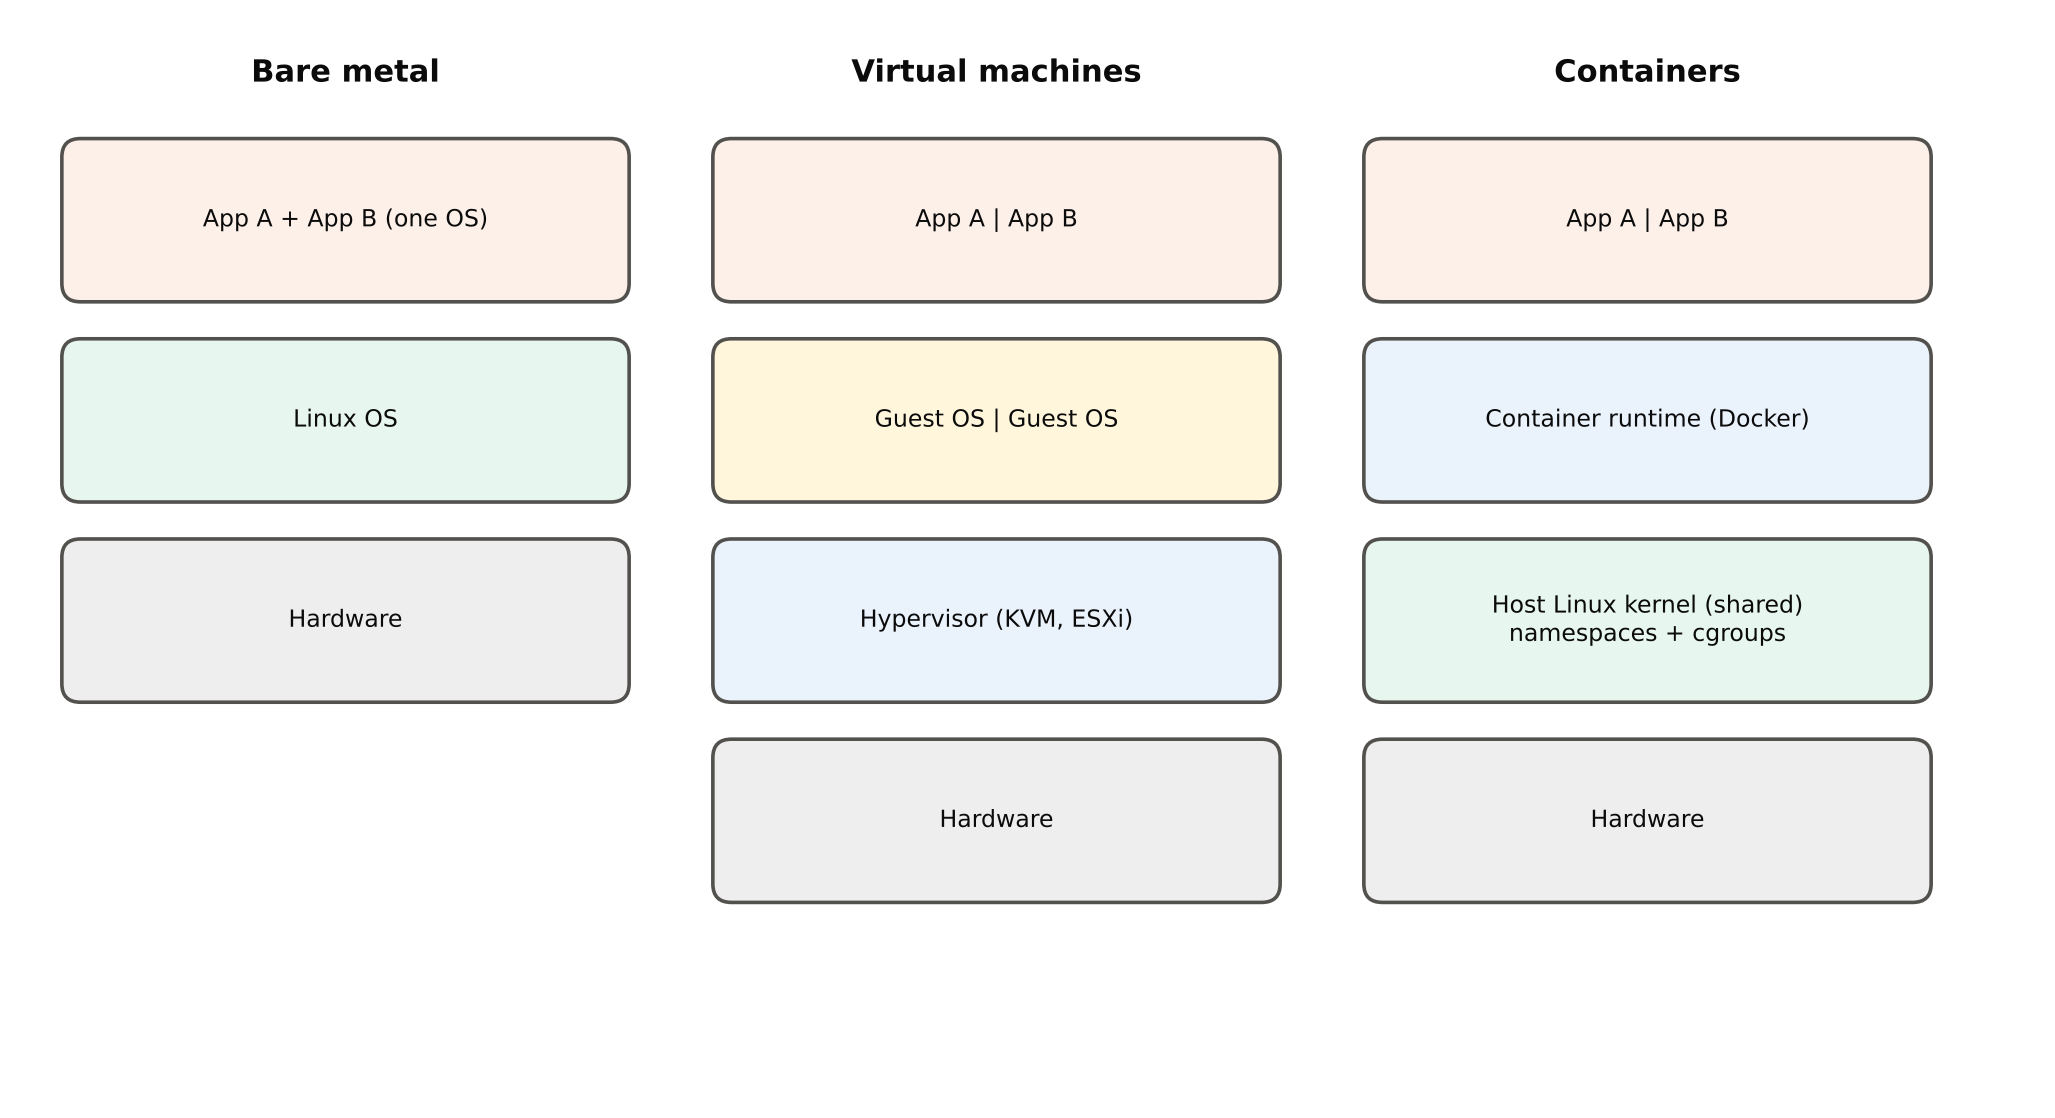 Bare metal
App A + App B (one OS)
Linux OS
Hardware
Virtual machines
App A | App B
Guest OS | Guest OS
Hypervisor (KVM, ESXi)
Hardware
Containers
App A | App B
Container runtime (Docker)
Host Linux kernel (shared)
namespaces + cgroups
Hardware